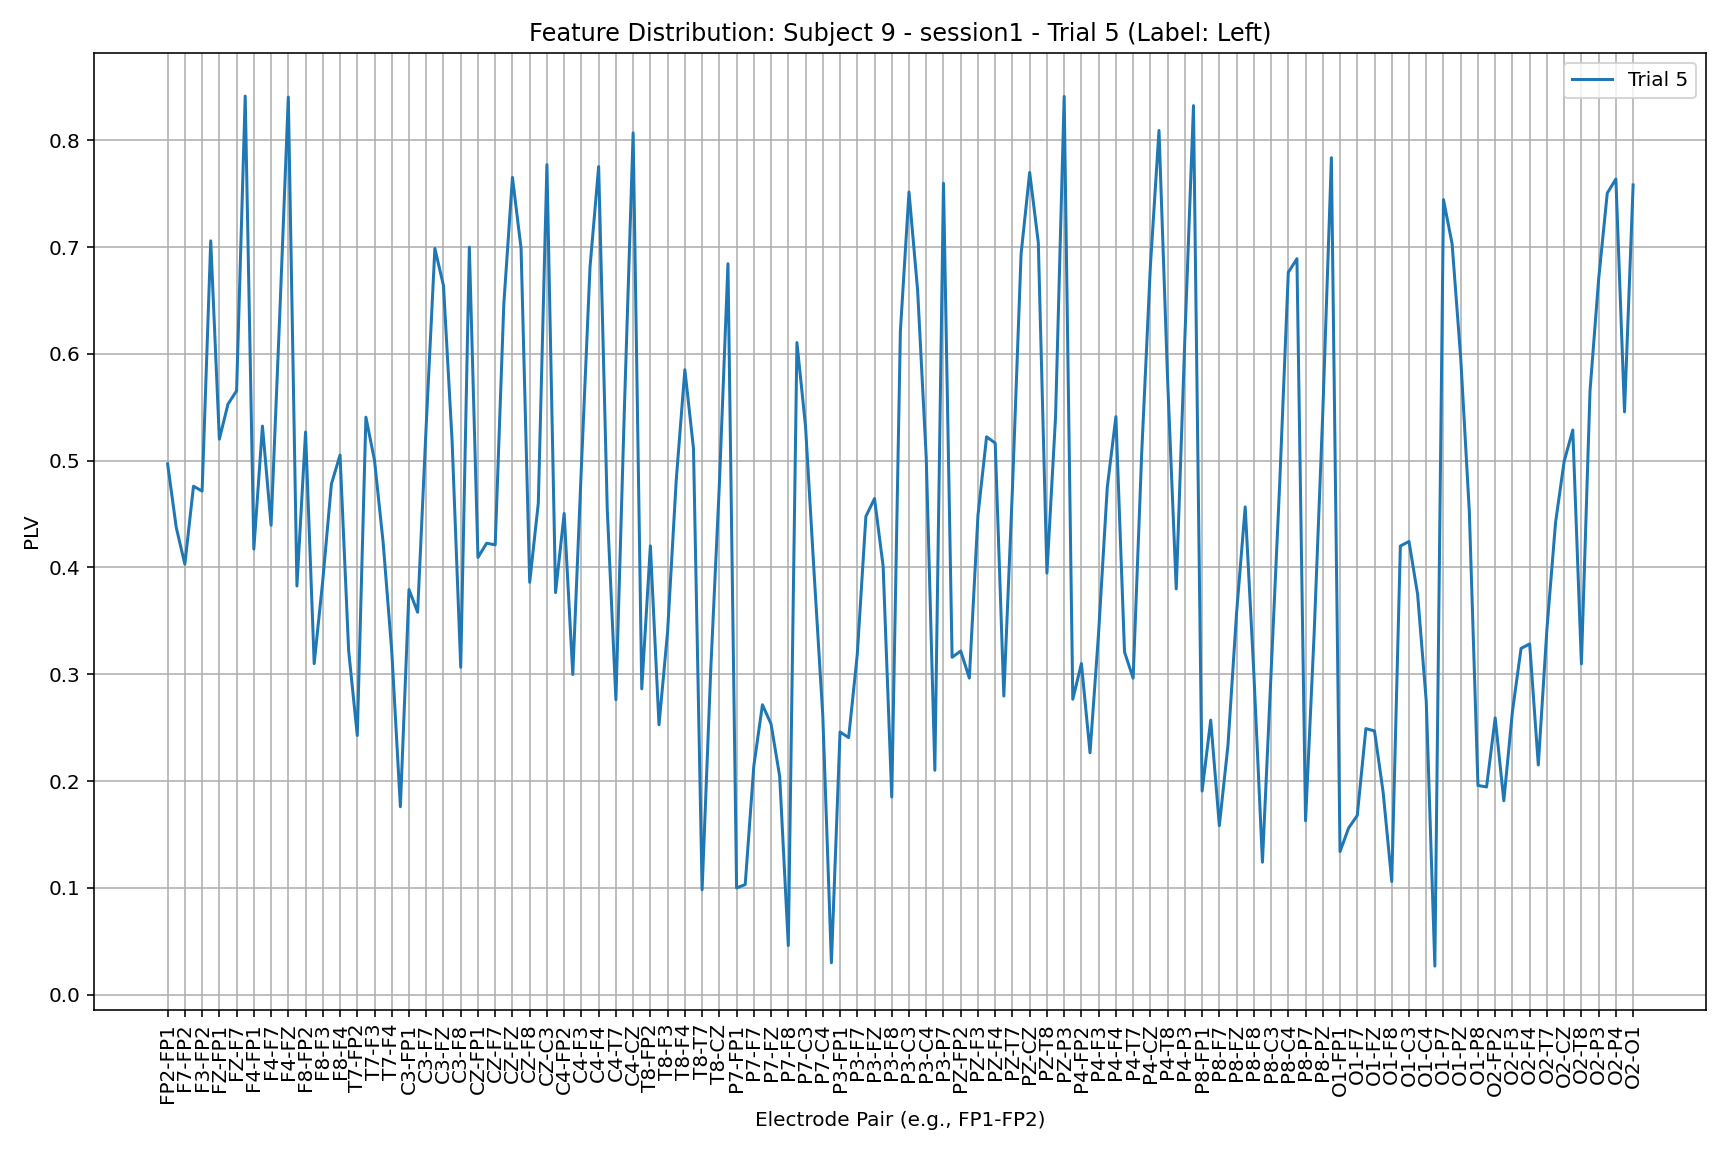 Feature Distribution: Subject 9 - session1 - Trial 5 (Label: Left)
Trial 5
PLV
0.8
0.7
0.6
0.5
0.4
0.3
0.2
0.1
0.0
FP2-FP1
F7-FP2
F3-FP2
FZ-FP1
FZ-F7
F4-FP1
F4-F7
F4-FZ
F8-FP2
F8-F3
F8-F4
T7-FP2
T7-F3
T7-F4
C3-FP1
C3-F7
C3-FZ
C3-F8
CZ-FP1
CZ-F7
CZ-FZ
CZ-F8
CZ-C3
C4-FP2
C4-F3
C4-F4
C4-T7
C4-CZ
T8-FP2
T8-F3
T8-F4
T8-T7
T8-CZ
P7-FP1
P7-F7
P7-FZ
P7-F8
P7-C3
P7-C4
P3-FP1
P3-F7
P3-FZ
P3-F8
P3-C3
P3-C4
P3-P7
PZ-FP2
PZ-F3
PZ-F4
PZ-T7
PZ-CZ
PZ-T8
PZ-P3
P4-FP2
P4-F3
P4-F4
P4-T7
P4-CZ
P4-T8
P4-P3
P8-FP1
P8-F7
P8-FZ
P8-F8
P8-C3
P8-C4
P8-P7
P8-PZ
O1-FP1
O1-F7
O1-FZ
O1-F8
O1-C3
O1-C4
O1-P7
O1-PZ
O1-P8
O2-FP2
O2-F3
O2-F4
O2-T7
O2-CZ
O2-T8
O2-P3
O2-P4
O2-O1
Electrode Pair (e.g., FP1-FP2)